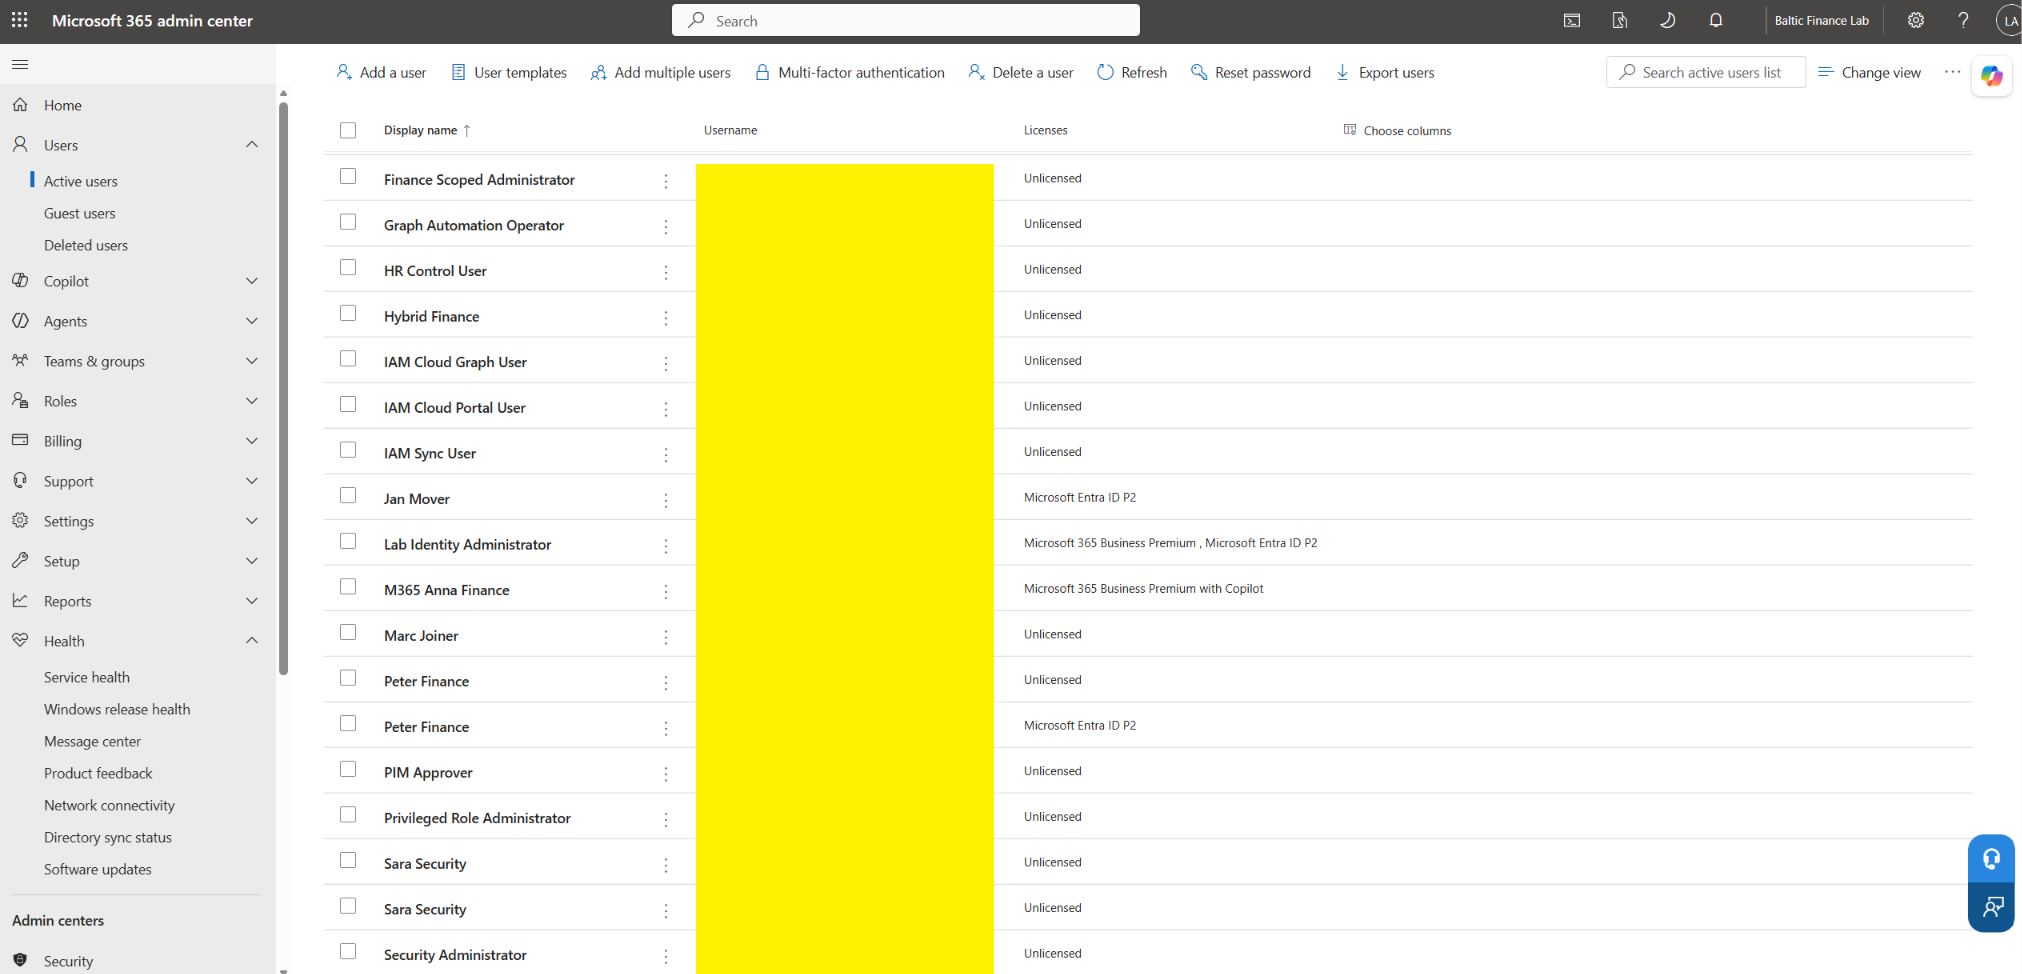 Microsoft 365 admin center
Search
Baltic Finance Lab
LA
Add a user
User templates
Add multiple users
Multi-factor authentication
Delete a user
Refresh
Reset password
Export users
Search active users list
Change view
Home
Users
Active users
Guest users
Deleted users
Copilot
Agents
Teams & groups
Roles
Billing
Support
Settings
Setup
Reports
Health
Service health
Windows release health
Message center
Product feedback
Network connectivity
Directory sync status
Software updates
Admin centers
Security
Display name ↑ Username Licenses Choose columns
Finance Scoped Administrator Unlicensed
Graph Automation Operator Unlicensed
HR Control User Unlicensed
Hybrid Finance Unlicensed
IAM Cloud Graph User Unlicensed
IAM Cloud Portal User Unlicensed
IAM Sync User Unlicensed
Jan Mover Microsoft Entra ID P2
Lab Identity Administrator Microsoft 365 Business Premium , Microsoft Entra ID P2
M365 Anna Finance Microsoft 365 Business Premium with Copilot
Marc Joiner Unlicensed
Peter Finance Unlicensed
Peter Finance Microsoft Entra ID P2
PIM Approver Unlicensed
Privileged Role Administrator Unlicensed
Sara Security Unlicensed
Sara Security Unlicensed
Security Administrator Unlicensed